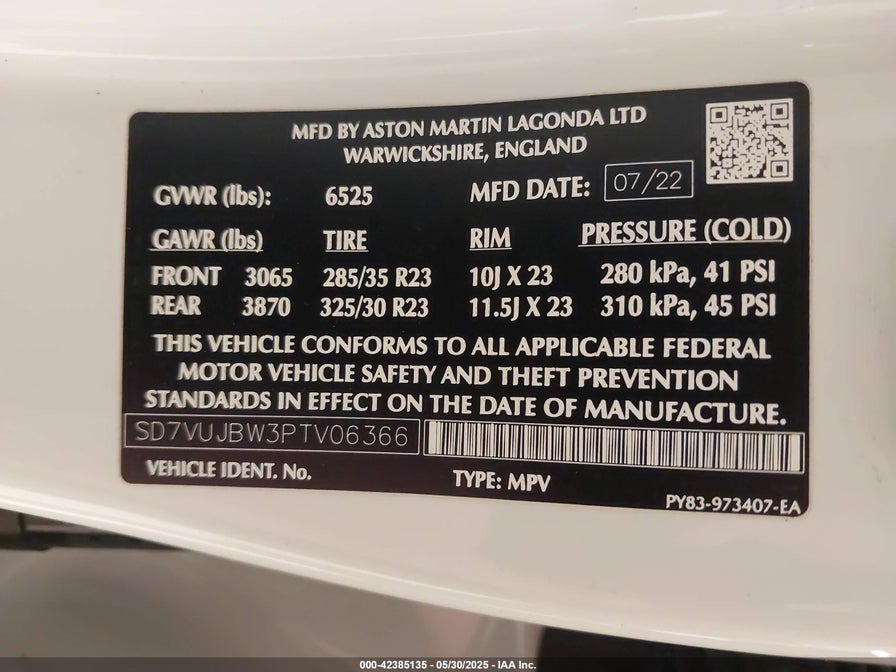 MFD BY ASTON MARTIN LAGONDA LTD
WARWICKSHIRE, ENGLAND
GVWR (lbs): 6525 MFD DATE: 07/22
GAWR (lbs) TIRE RIM PRESSURE (COLD)
FRONT 3065 285/35 R23 10J X 23 280 kPa, 41 PSI
REAR 3870 325/30 R23 11.5J X 23 310 kPa, 45 PSI
THIS VEHICLE CONFORMS TO ALL APPLICABLE FEDERAL
MOTOR VEHICLE SAFETY AND THEFT PREVENTION
STANDARDS IN EFFECT ON THE DATE OF MANUFACTURE.
SD7VUJBW3PTV06366
VEHICLE IDENT. No. TYPE: MPV
PY83-973407-EA
000-42385135 - 05/30/2025 - IAA Inc.